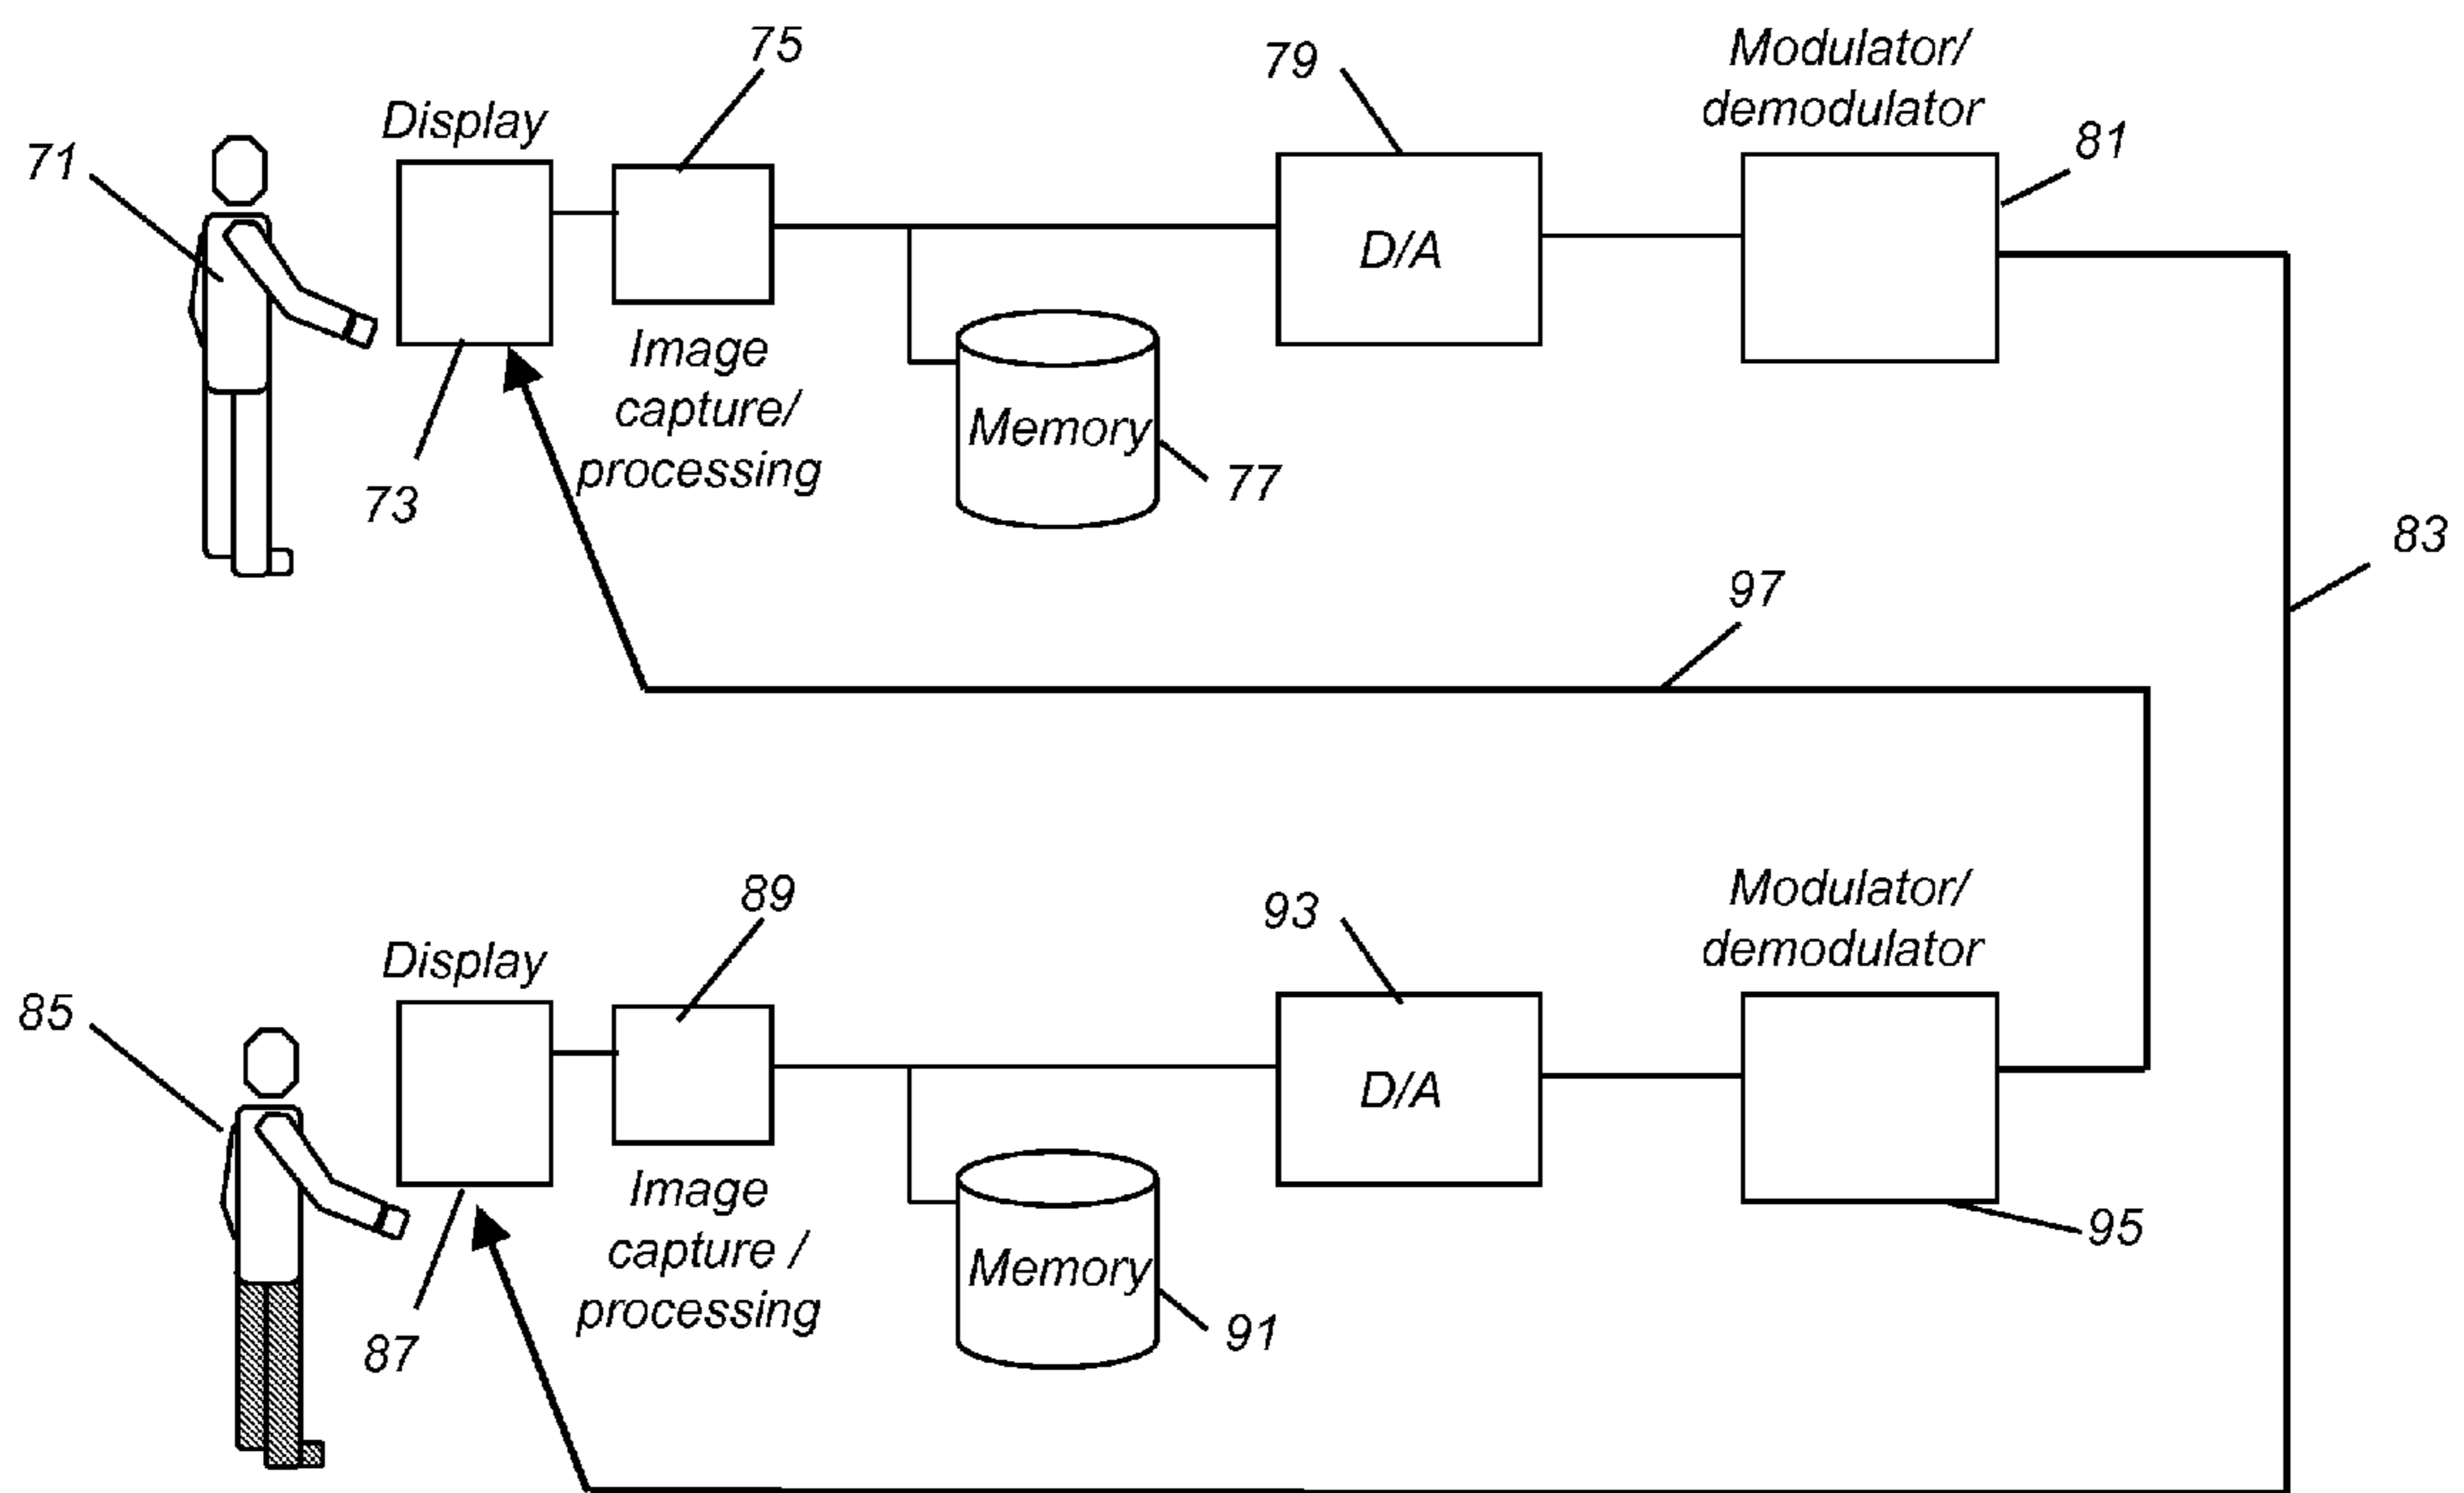 75
79
Modulator/
demodulator
Display
81
71
D/A
Image
capture/
processing
Memory
73
77
83
97
89
93
Modulator/
demodulator
Display
85
D/A
Image
capture /
processing
Memory
95
87
91